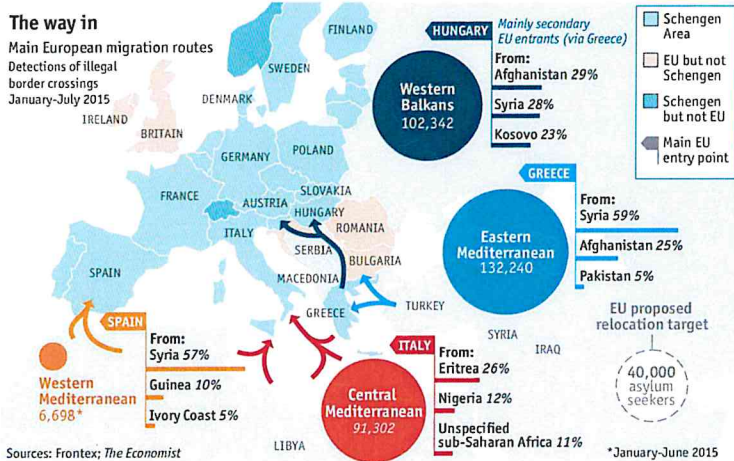 The way in
Main European migration routes
Detections of illegal
border crossings
January-July 2015
HUNGARY
Mainly secondary
EU entrants (via Greece)
Western
Balkans
102,342
From:
Afghanistan 29%
Syria 28%
Kosovo 23%
Schengen
Area
EU but not
Schengen
Schengen
but not EU
Main EU
entry point
FINLAND
SWEDEN
DENMARK
IRELAND
BRITAIN
GERMANY
POLAND
FRANCE
SLOVAKIA
AUSTRIA
HUNGARY
ITALY
ROMANIA
SERBIA
BULGARIA
SPAIN
MACEDONIA
GREECE
TURKEY
SYRIA
IRAQ
LIBYA
GREECE
Eastern
Mediterranean
132,240
From:
Syria 59%
Afghanistan 25%
Pakistan 5%
EU proposed
relocation target
40,000
asylum
seekers
SPAIN
Western
Mediterranean
6,698*
From:
Syria 57%
Guinea 10%
Ivory Coast 5%
ITALY
Central
Mediterranean
91,302
From:
Eritrea 26%
Nigeria 12%
Unspecified
sub-Saharan Africa 11%
Sources: Frontex; The Economist
*January-June 2015